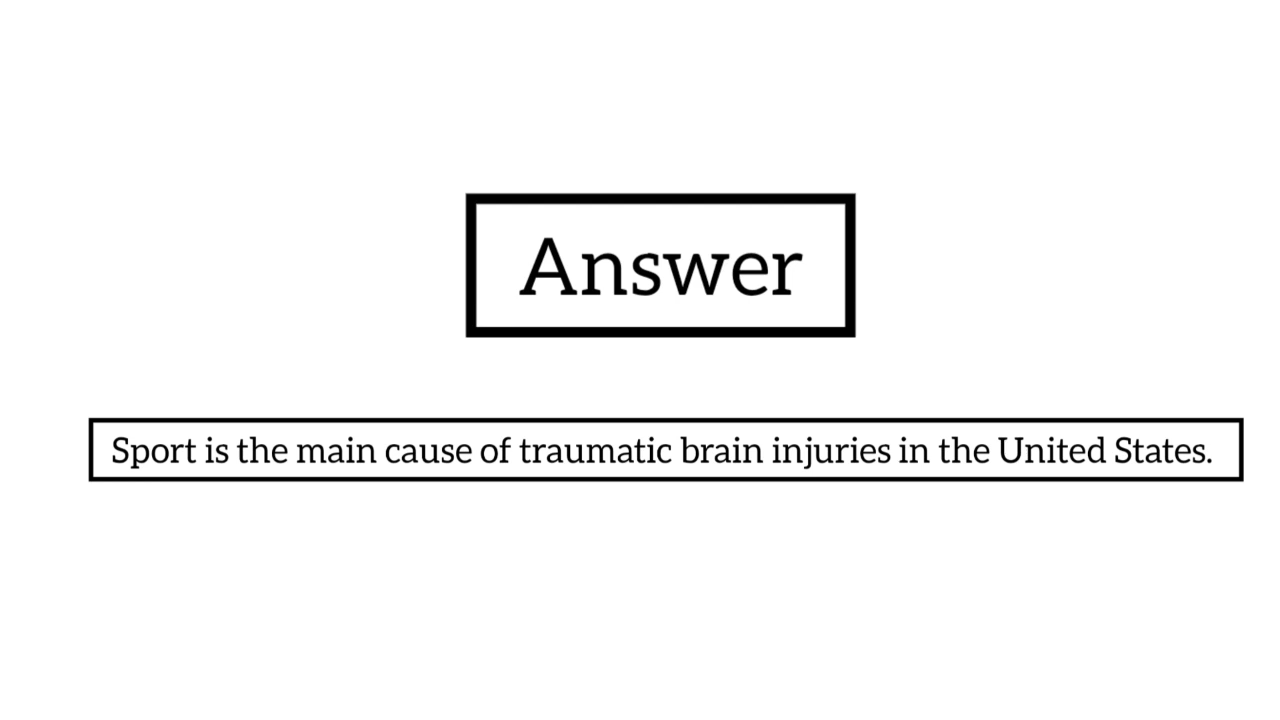 Answer
Sport is the main cause of traumatic brain injuries in the United States.